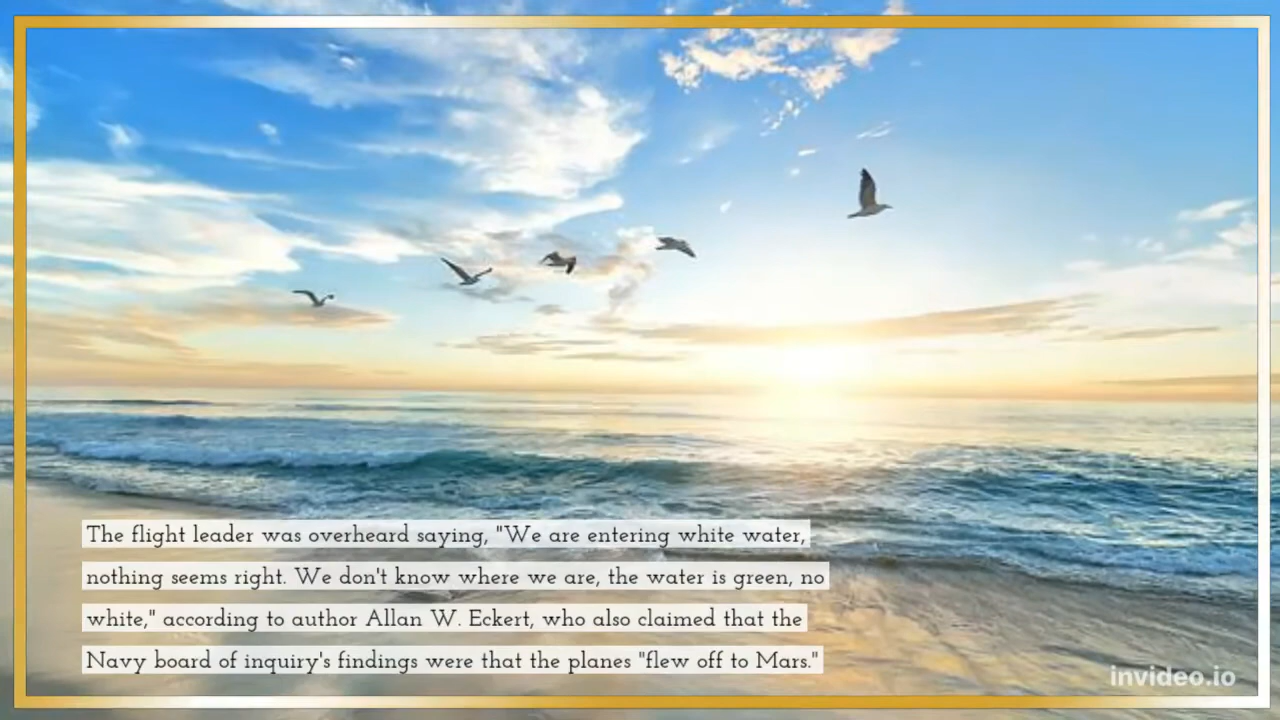 The flight leader was overheard saying, "We are entering white water,
nothing seems right. We don't know where we are, the water is green, no
white," according to author Allan W. Eckert, who also claimed that the
Navy board of inquiry's findings were that the planes "flew off to Mars."
invideo.io